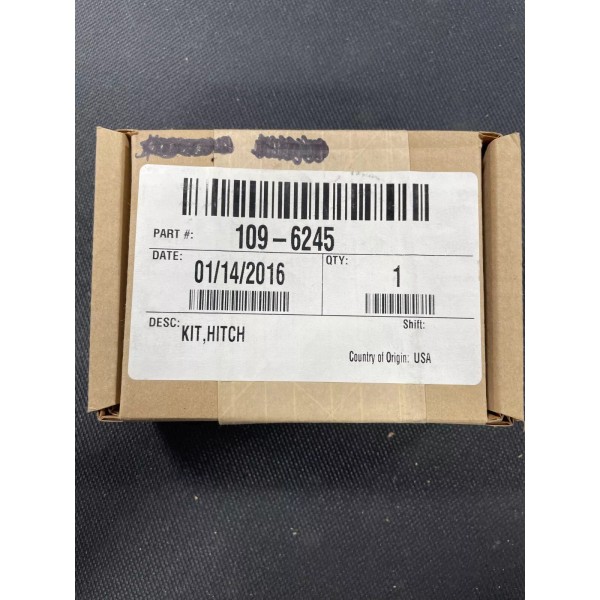 PART #: 109-6245
DATE: QTY:
01/14/2016 1
DESC: KIT,HITCH Shift:
Country of Origin: USA